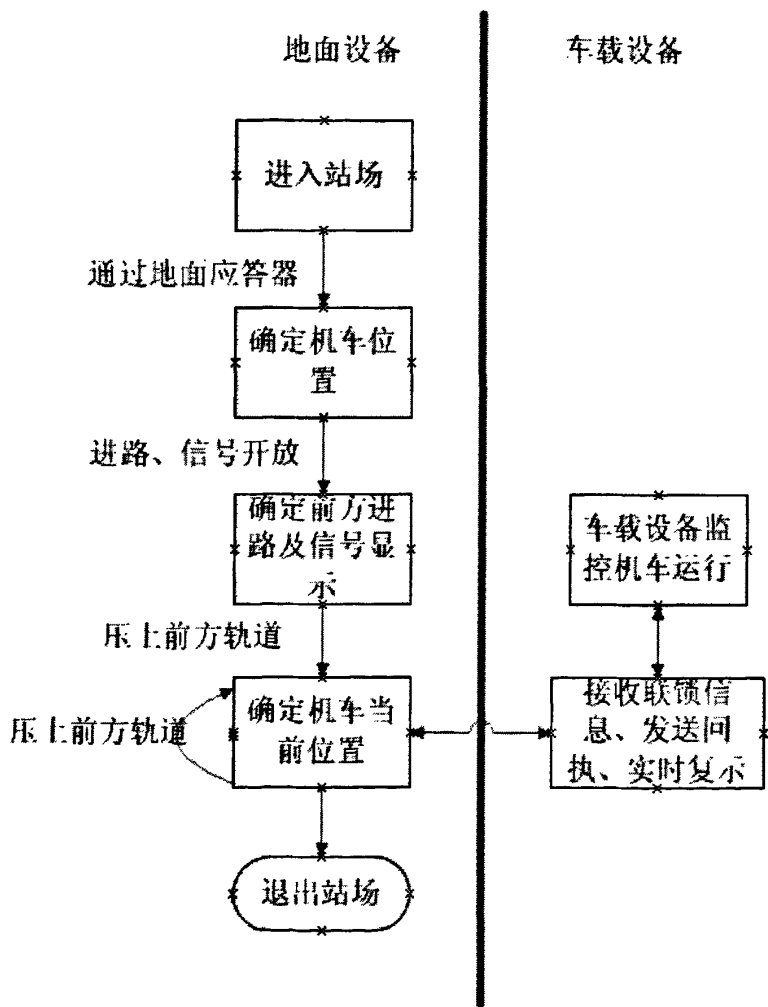 地面设备
车载设备
进入站场
通过地面应答器
确定机车位
置
进路、信号开放
确定前方进
路及信号显
示
车载设备监
控机车运行
压上前方轨道
压上前方轨道
确定机车当
前位置
接收联锁信
息、发送回
执、实时复示
退出站场